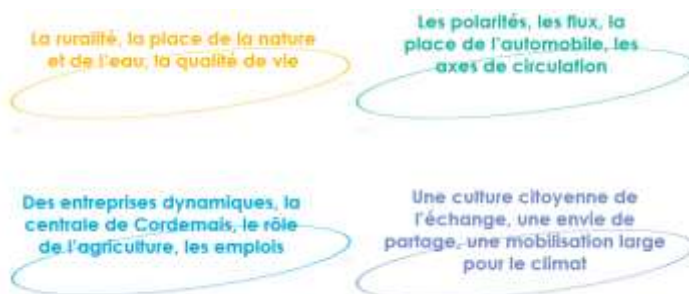 La ruralité, la place de la nature
et de l'eau, la qualité de vie
Les polarités, les flux, la
place de l'automobile, les
axes de circulation
Des entreprises dynamiques, la
centrale de Cordemais, le rôle
de l'agriculture, les emplois
Une culture citoyenne de
l'échange, une envie de
partage, une mobilisation large
pour le climat